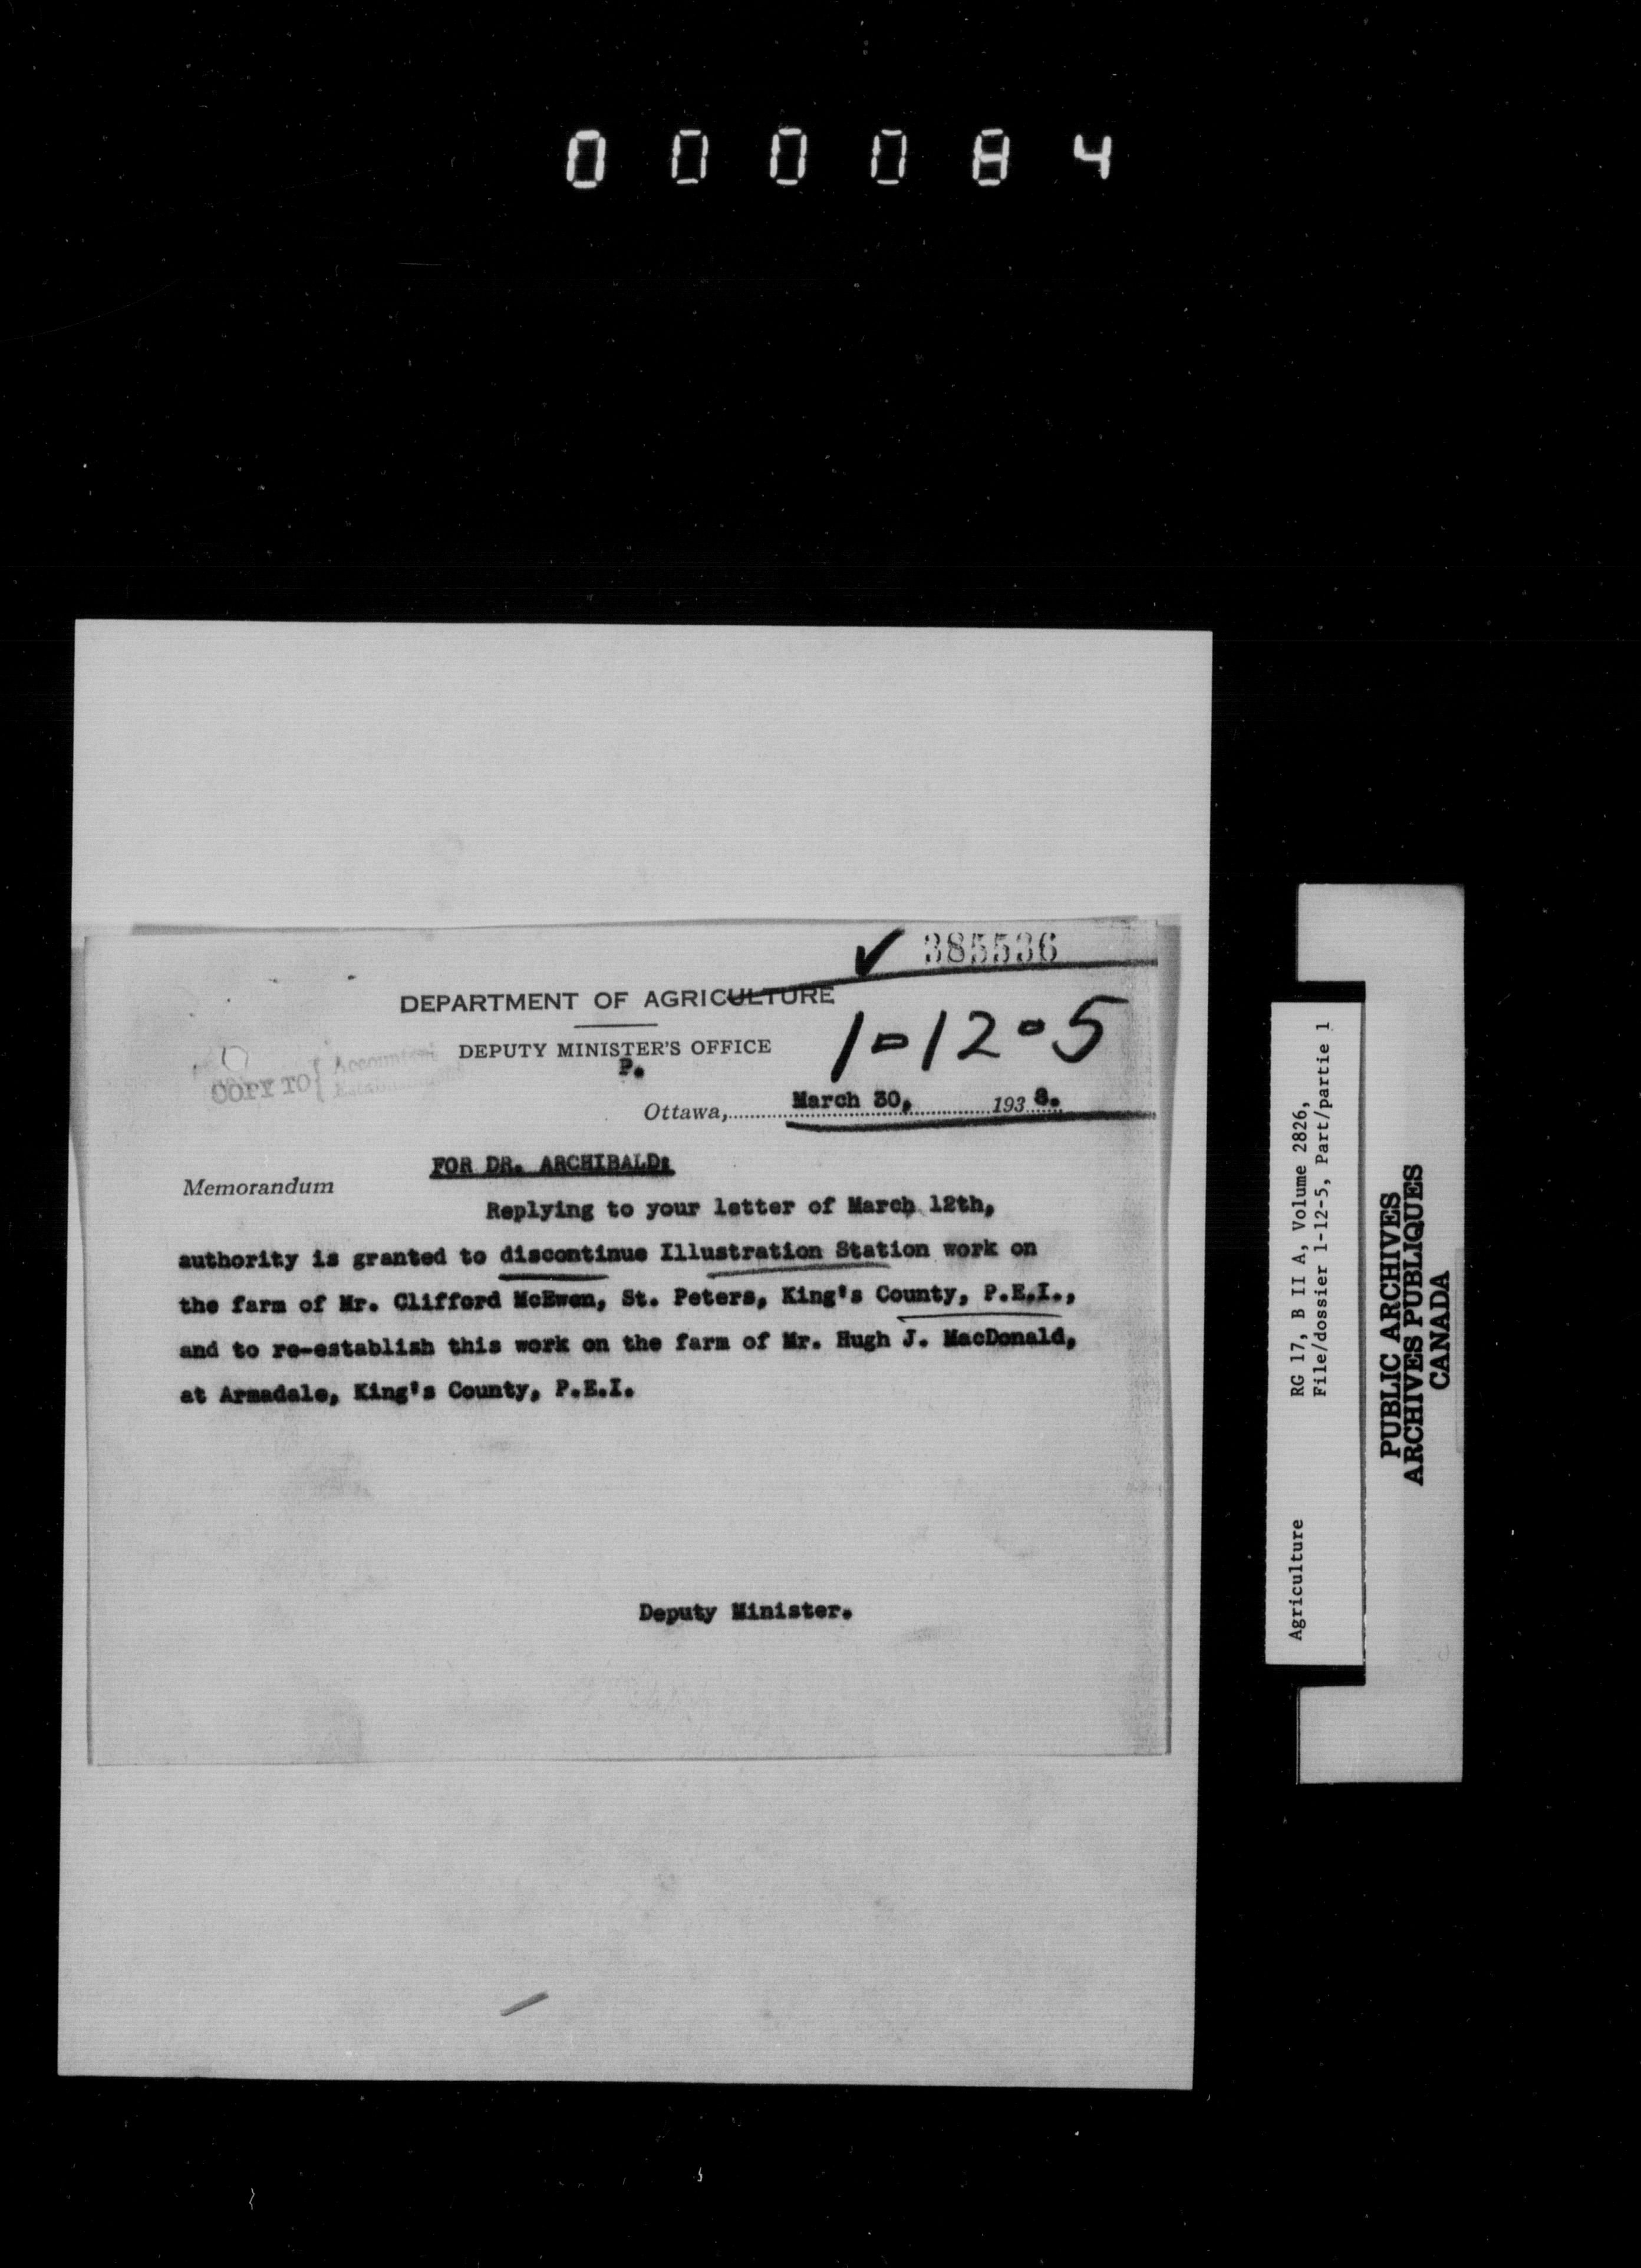 000084
✓ 385536
DEPARTMENT OF AGRICULTURE
DEPUTY MINISTER'S OFFICE
1-12-5
P.
COPY TO {
Ottawa, March 30, 1938.
FOR DR. ARCHIBALD:
Memorandum
Replying to your letter of March 12th,
authority is granted to discontinue Illustration Station work on
the farm of Mr. Clifford McEwen, St. Peters, King's County, P.E.I.,
and to re-establish this work on the farm of Mr. Hugh J. MacDonald,
at Armadale, King's County, P.E.I.
Deputy Minister.
Agriculture RG 17, B II A, Volume 2826,
File/dossier 1-12-5, Part/partie 1
PUBLIC ARCHIVES
ARCHIVES PUBLIQUES
CANADA